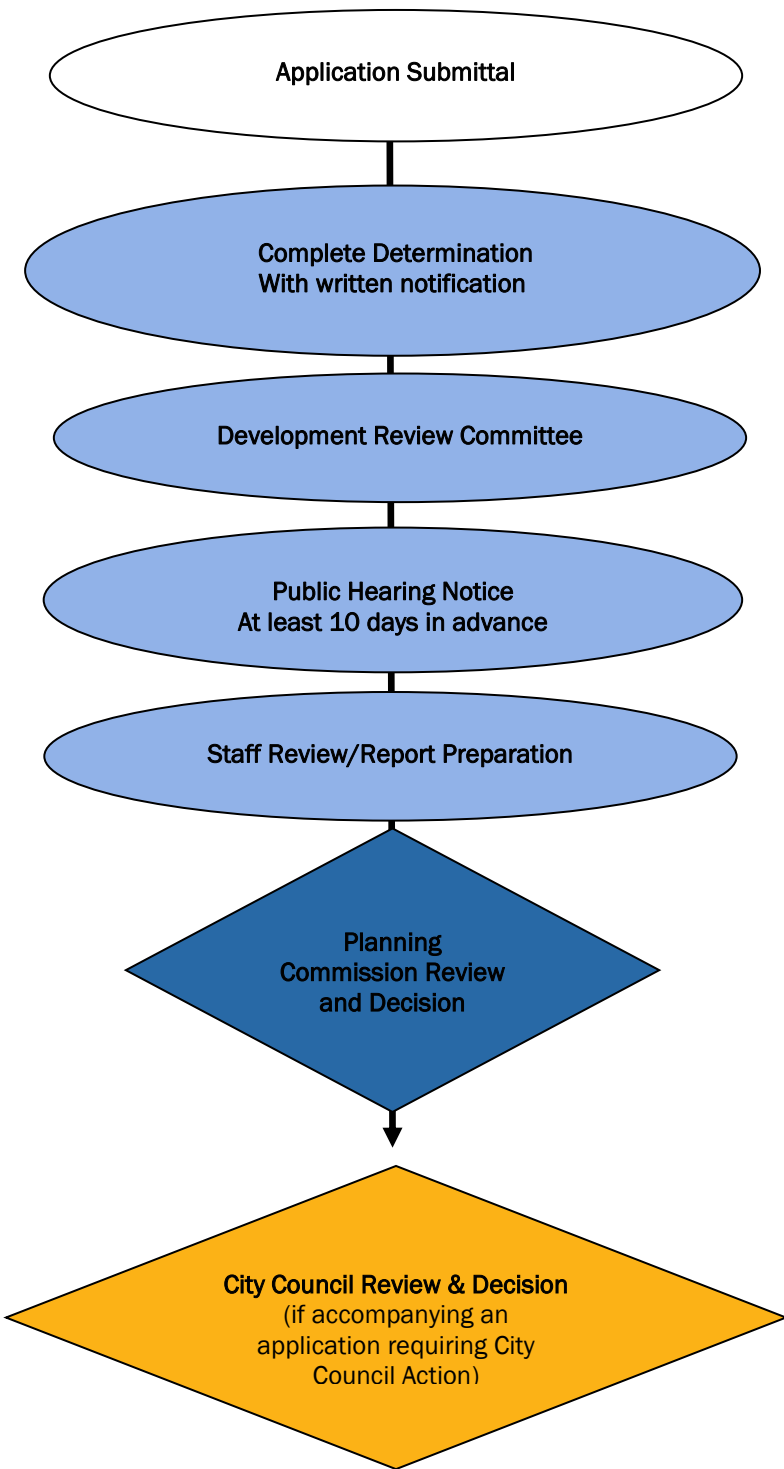 Application Submittal
Complete Determination
With written notification
Development Review Committee
Public Hearing Notice
At least 10 days in advance
Staff Review/Report Preparation
Planning
Commission Review
and Decision
City Council Review & Decision
(if accompanying an
application requiring City
Council Action)